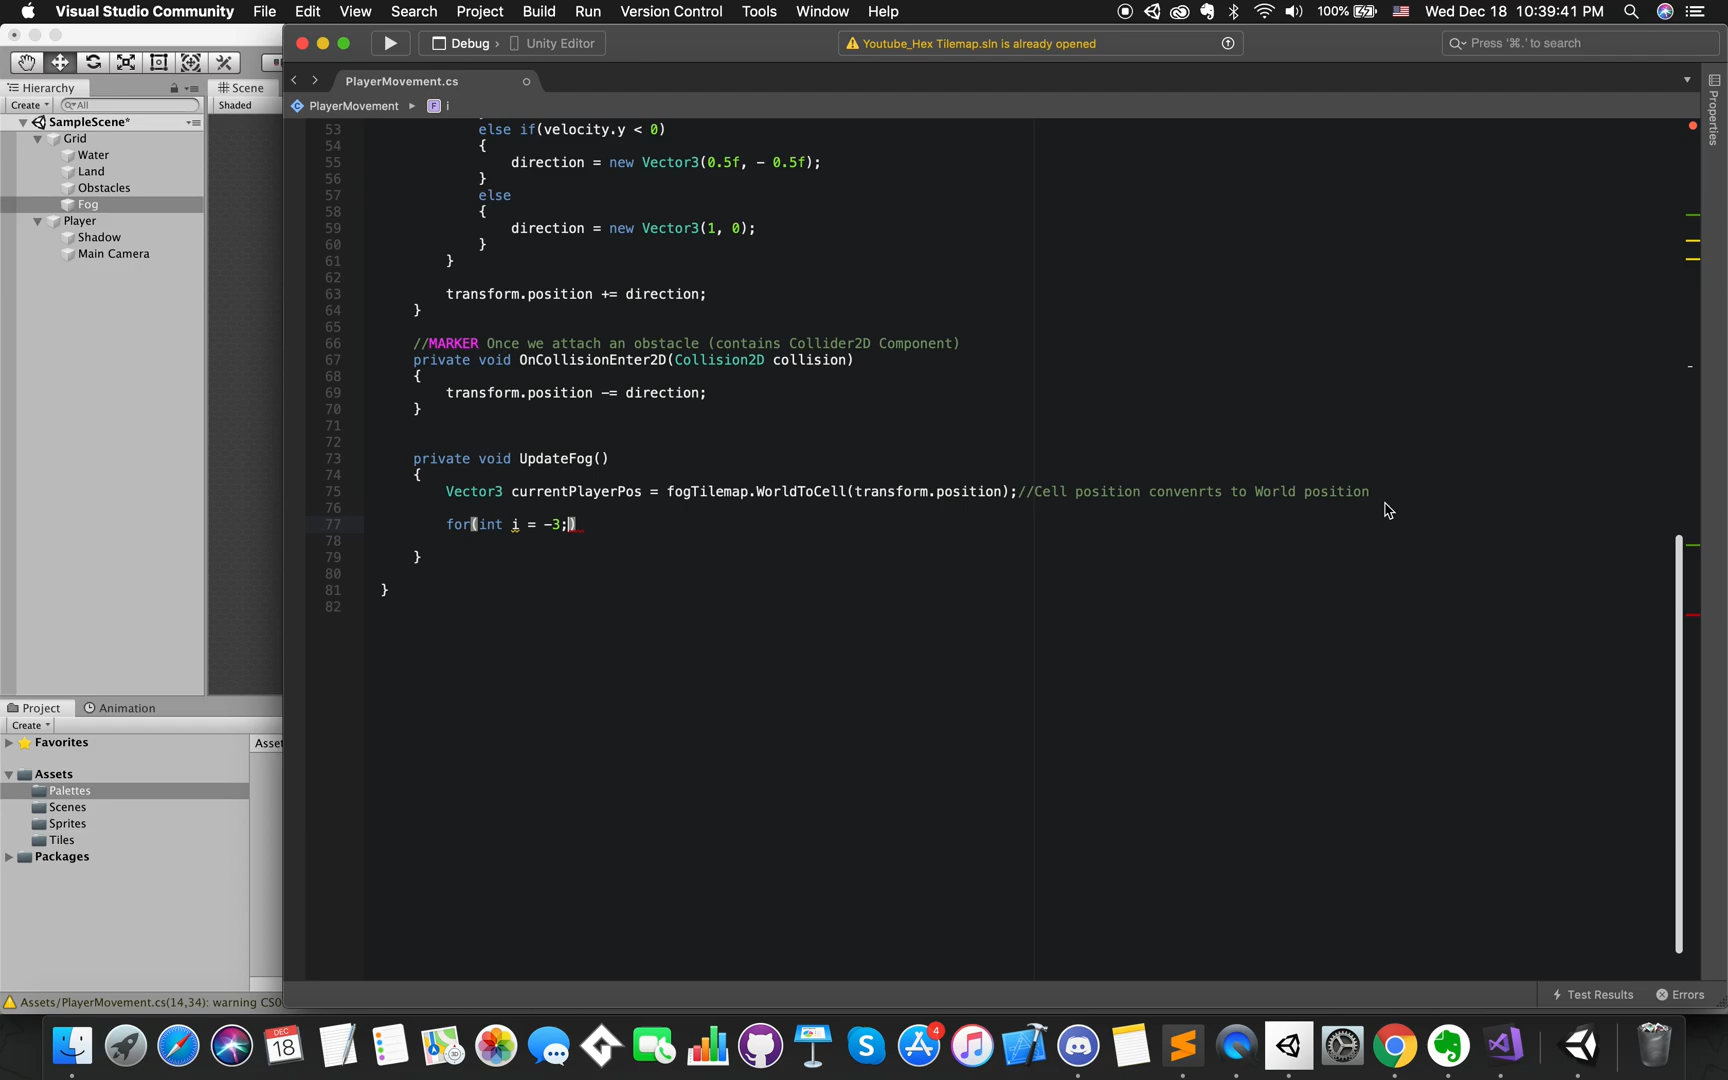 Visual Studio Community File Edit View Search Project Build Run Version Control Tools Window Help 100% Wed Dec 18 10:39:41 PM
Debug › Unity Editor
Youtube_Hex Tilemap.sln is already opened
Press '⌘.' to search
Hierarchy
Scene
Create All
Shaded
SampleScene*
Grid
Water
Land
Obstacles
Fog
Player
Shadow
Main Camera
PlayerMovement.cs
PlayerMovement ▸ F i
Properties
53 else if(velocity.y < 0)
54 {
55 direction = new Vector3(0.5f, - 0.5f);
56 }
57 else
58 {
59 direction = new Vector3(1, 0);
60 }
61 }
62
63 transform.position += direction;
64 }
65
66 //MARKER Once we attach an obstacle (contains Collider2D Component)
67 private void OnCollisionEnter2D(Collision2D collision)
68 {
69 transform.position -= direction;
70 }
71
72
73 private void UpdateFog()
74 {
75 Vector3 currentPlayerPos = fogTilemap.WorldToCell(transform.position);//Cell position convenrts to World position
76
77 for(int i = -3;)
78
79 }
80
81 }
82
Project Animation
Create
Favorites
Asset
Assets
Palettes
Scenes
Sprites
Tiles
Packages
Assets/PlayerMovement.cs(14,34): warning CS0
Test Results Errors
DEC
18
4